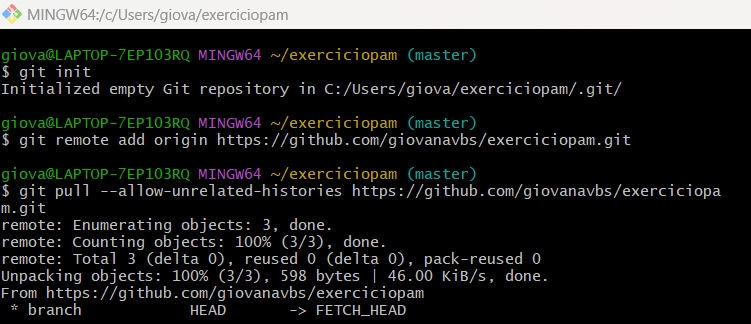 MINGW64:/c/Users/giova/exerciciopam
giova@LAPTOP-7EP103RQ MINGW64 ~/exerciciopam (master)
$ git init
Initialized empty Git repository in C:/Users/giova/exerciciopam/.git/
giova@LAPTOP-7EP103RQ MINGW64 ~/exerciciopam (master)
$ git remote add origin https://github.com/giovanavbs/exerciciopam.git
giova@LAPTOP-7EP103RQ MINGW64 ~/exerciciopam (master)
$ git pull --allow-unrelated-histories https://github.com/giovanavbs/exerciciopa
m.git
remote: Enumerating objects: 3, done.
remote: Counting objects: 100% (3/3), done.
remote: Total 3 (delta 0), reused 0 (delta 0), pack-reused 0
Unpacking objects: 100% (3/3), 598 bytes | 46.00 KiB/s, done.
From https://github.com/giovanavbs/exerciciopam
 * branch            HEAD       -> FETCH_HEAD